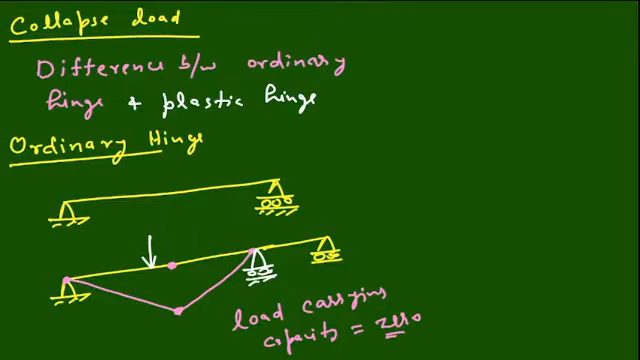 Collapse load
Difference b/w ordinary
hinge & plastic hinge
Ordinary Hinge
load carrying
capacity = zero